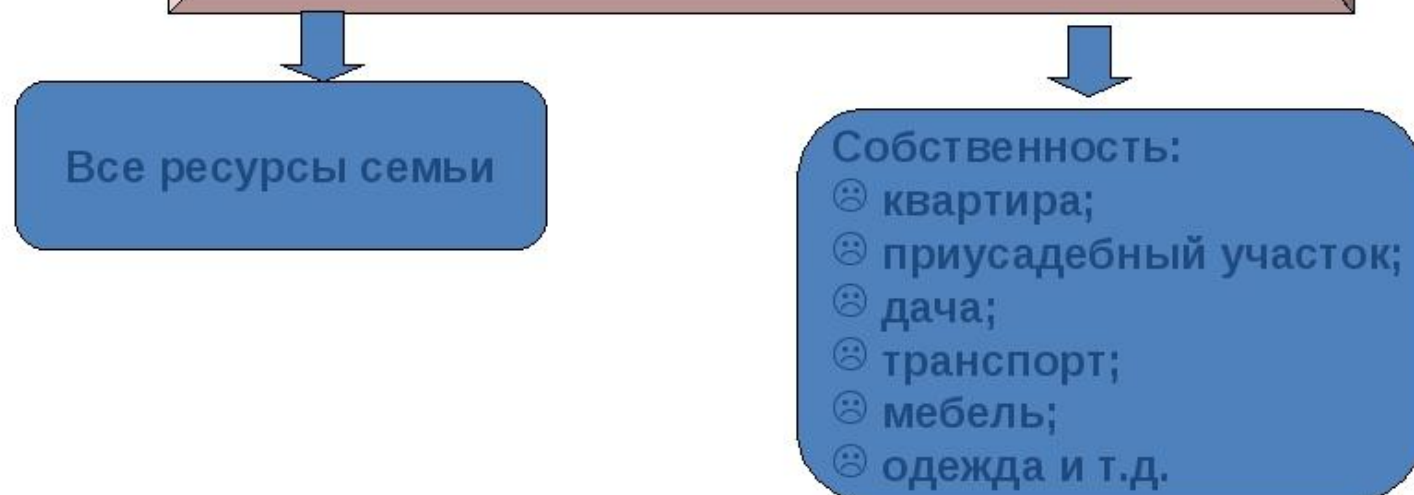 Все ресурсы семьи
Собственность:
☹ квартира;
☹ приусадебный участок;
☹ дача;
☹ транспорт;
☹ мебель;
☹ одежда и т.д.